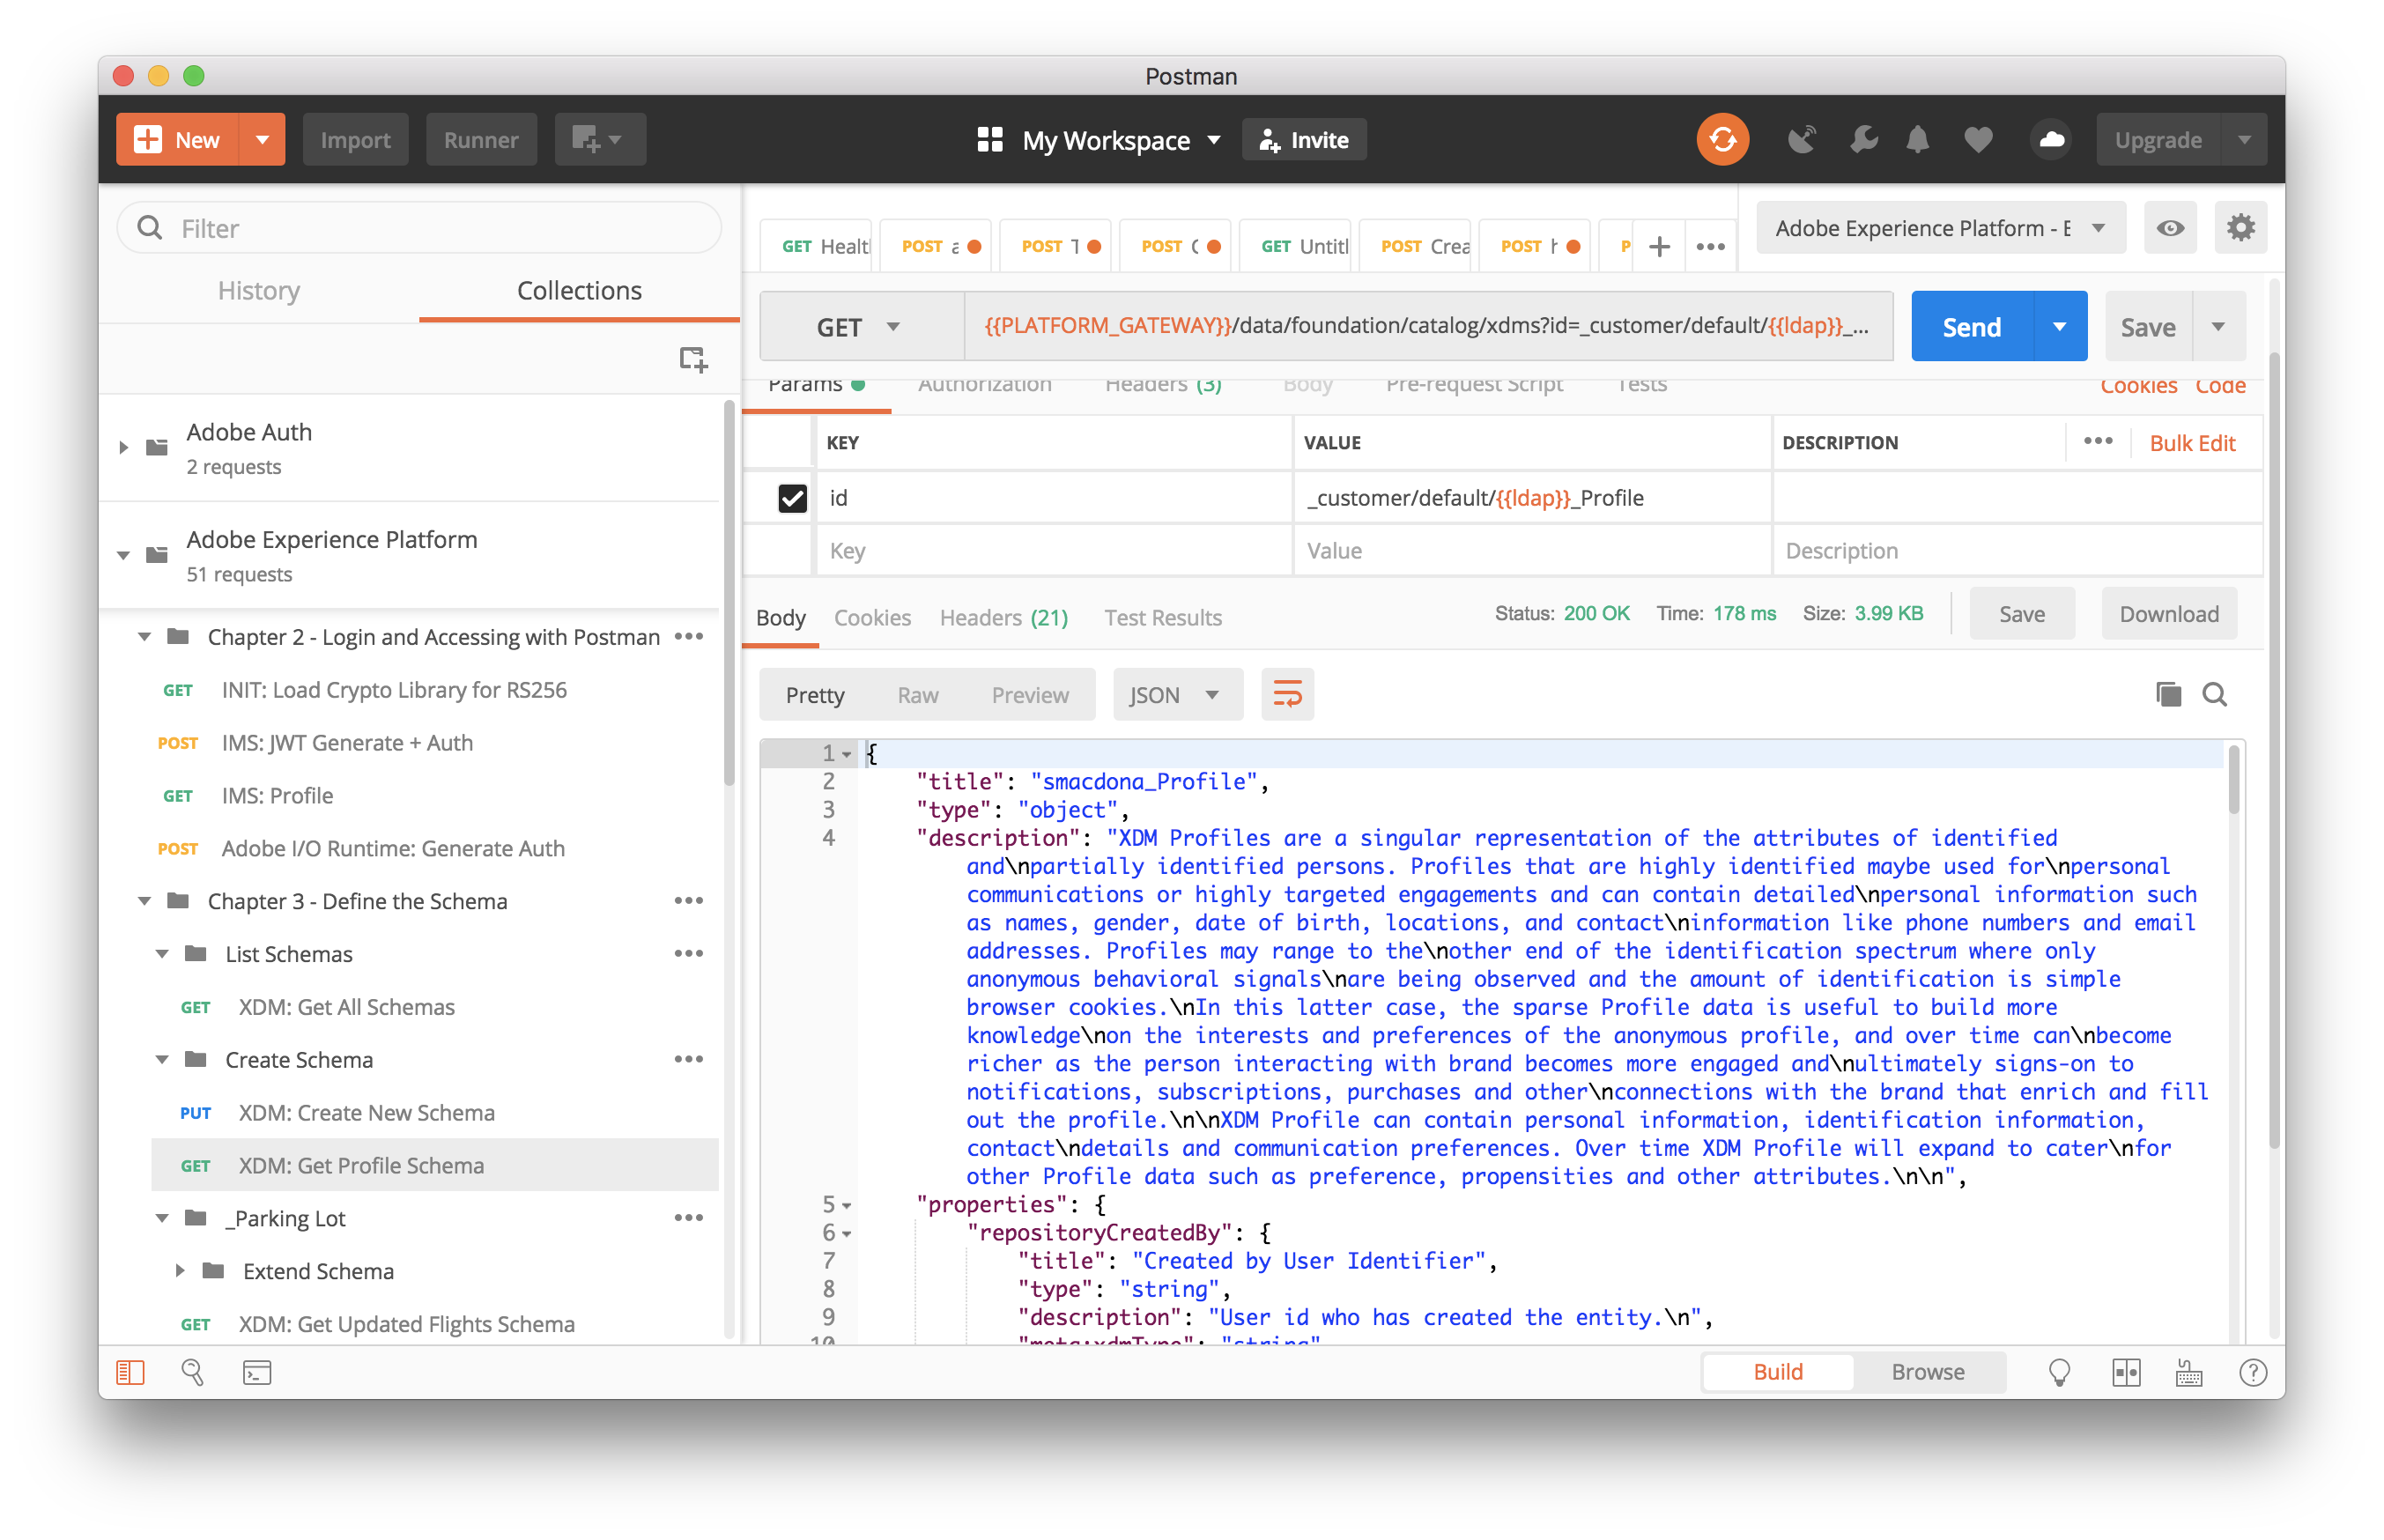 Postman
New
Import
Runner
My Workspace
Invite
Upgrade
Filter
History
Collections
Adobe Auth
2 requests
Adobe Experience Platform
51 requests
Chapter 2 - Login and Accessing with Postman
GET INIT: Load Crypto Library for RS256
POST IMS: JWT Generate + Auth
GET IMS: Profile
POST Adobe I/O Runtime: Generate Auth
Chapter 3 - Define the Schema
List Schemas
GET XDM: Get All Schemas
Create Schema
PUT XDM: Create New Schema
GET XDM: Get Profile Schema
_Parking Lot
Extend Schema
GET XDM: Get Updated Flights Schema
GET Healt
POST a
POST T
POST C
GET Untitl
POST Crea
POST h
P
Adobe Experience Platform - E
GET
{{PLATFORM_GATEWAY}}/data/foundation/catalog/xdms?id=_customer/default/{{ldap}}_...
Send
Save
Params Authorization Headers (3) Body Pre-request Script Tests Cookies Code
KEY VALUE DESCRIPTION Bulk Edit
id _customer/default/{{ldap}}_Profile
Key Value Description
Body Cookies Headers (21) Test Results Status: 200 OK Time: 178 ms Size: 3.99 KB Save Download
Pretty Raw Preview JSON
1 {
2 "title": "smacdona_Profile",
3 "type": "object",
4 "description": "XDM Profiles are a singular representation of the attributes of identified
and\npartially identified persons. Profiles that are highly identified maybe used for\npersonal
communications or highly targeted engagements and can contain detailed\npersonal information such
as names, gender, date of birth, locations, and contact\ninformation like phone numbers and email
addresses. Profiles may range to the\nother end of the identification spectrum where only
anonymous behavioral signals\nare being observed and the amount of identification is simple
browser cookies.\nIn this latter case, the sparse Profile data is useful to build more
knowledge\non the interests and preferences of the anonymous profile, and over time can\nbecome
richer as the person interacting with brand becomes more engaged and\nultimately signs-on to
notifications, subscriptions, purchases and other\nconnections with the brand that enrich and fill
out the profile.\n\nXDM Profile can contain personal information, identification information,
contact\ndetails and communication preferences. Over time XDM Profile will expand to cater\nfor
other Profile data such as preference, propensities and other attributes.\n\n",
5 "properties": {
6 "repositoryCreatedBy": {
7 "title": "Created by User Identifier",
8 "type": "string",
9 "description": "User id who has created the entity.\n",
10 "meta:xdmType": "string"
Build
Browse